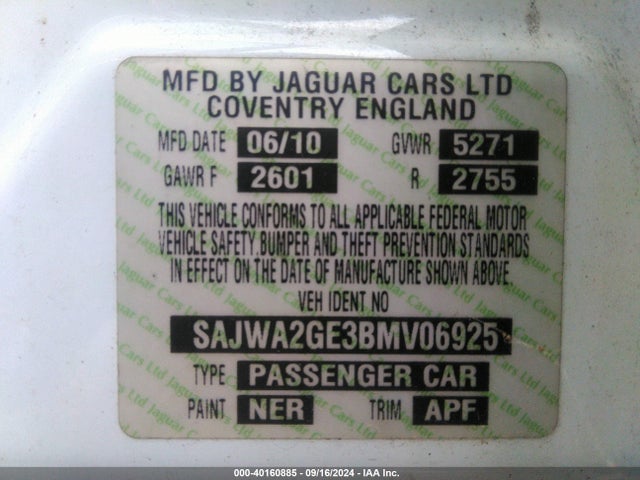 MFD BY JAGUAR CARS LTD
COVENTRY ENGLAND
MFD DATE 06/10 GVWR 5271
GAWR F 2601 R 2755
THIS VEHICLE CONFORMS TO ALL APPLICABLE FEDERAL MOTOR
VEHICLE SAFETY BUMPER AND THEFT PREVENTION STANDARDS
IN EFFECT ON THE DATE OF MANUFACTURE SHOWN ABOVE.
VEH IDENT NO
SAJWA2GE3BMV06925
TYPE PASSENGER CAR
PAINT NER TRIM APF
000-40160885 - 09/16/2024 - IAA Inc.